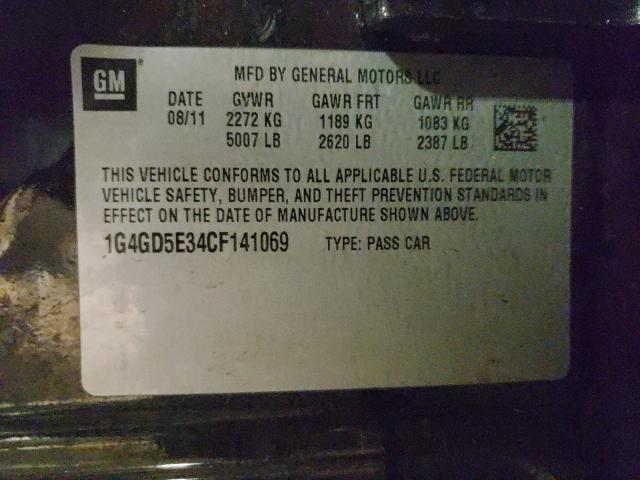 GM®
MFD BY GENERAL MOTORS LLC
DATE GVWR GAWR FRT GAWR RR
08/11 2272 KG 1189 KG 1083 KG
5007 LB 2620 LB 2387 LB
THIS VEHICLE CONFORMS TO ALL APPLICABLE U.S. FEDERAL MOTOR
VEHICLE SAFETY, BUMPER, AND THEFT PREVENTION STANDARDS IN
EFFECT ON THE DATE OF MANUFACTURE SHOWN ABOVE.
1G4GD5E34CF141069 TYPE: PASS CAR